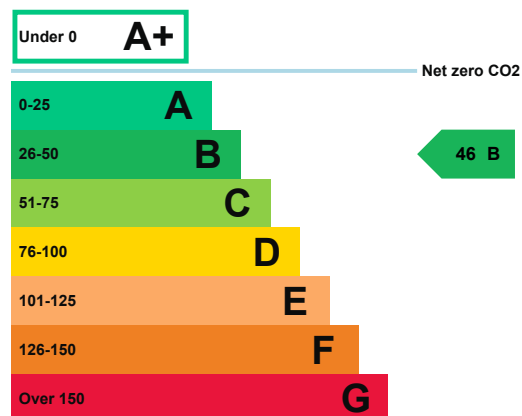 Under 0 A+
Net zero CO2
0-25 A
26-50 B
46 B
51-75 C
76-100 D
101-125 E
126-150 F
Over 150 G